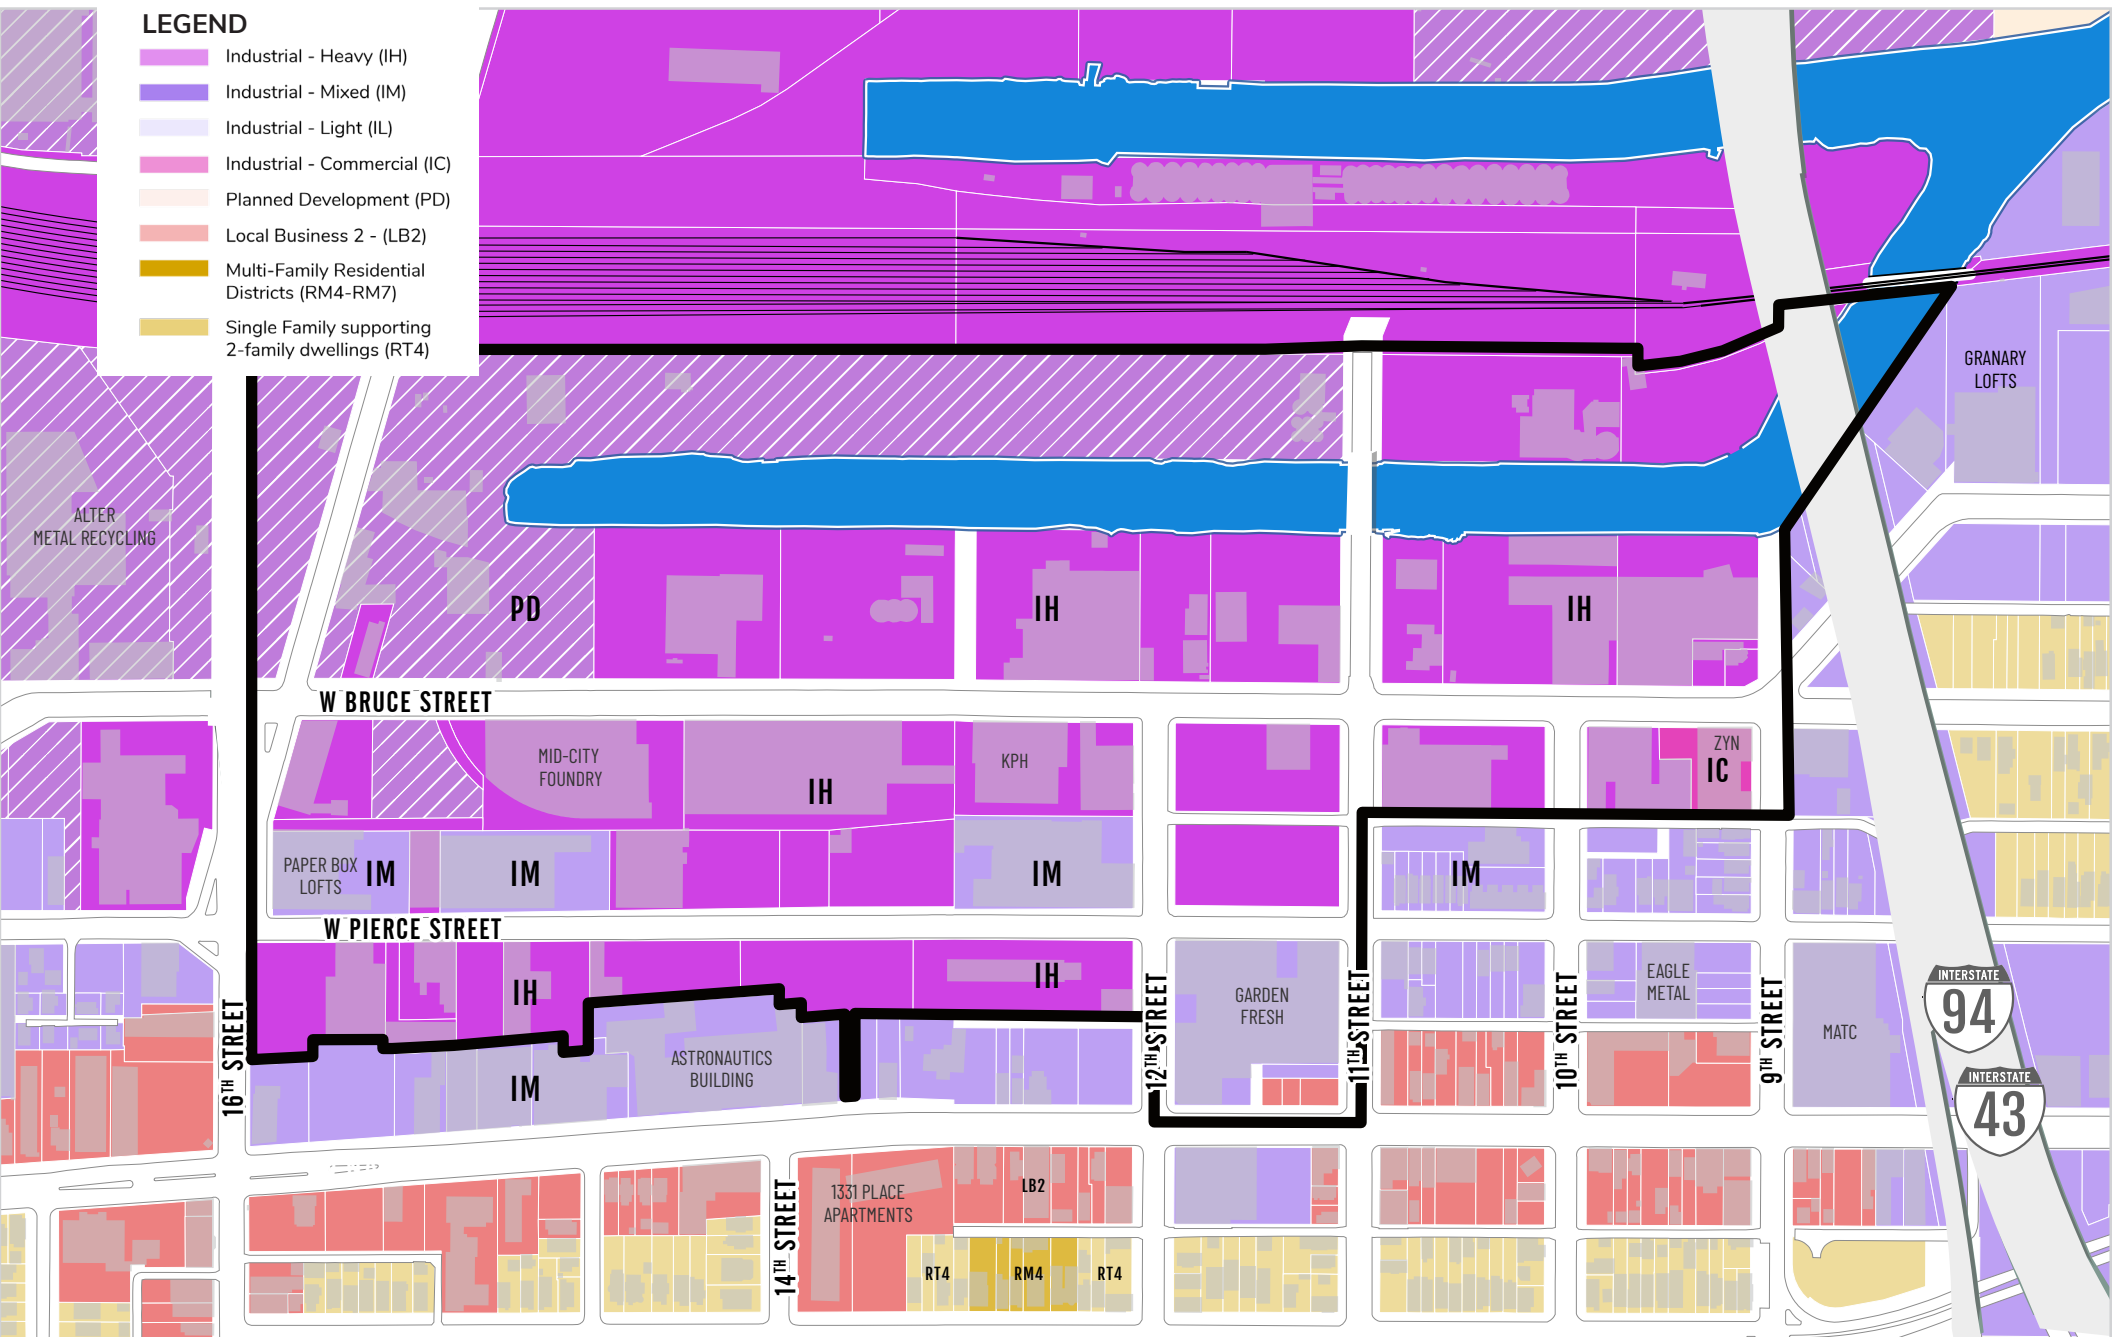 LEGEND
Industrial - Heavy (IH)
Industrial - Mixed (IM)
Industrial - Light (IL)
Industrial - Commercial (IC)
Planned Development (PD)
Local Business 2 - (LB2)
Multi-Family Residential
Districts (RM4-RM7)
Single Family supporting
2-family dwellings (RT4)
GRANARY
LOFTS
ALTER
METAL RECYCLING
PD
IH
IH
W BRUCE STREET
MID-CITY
FOUNDRY
IH
KPH
ZYN
IC
PAPER BOX
LOFTS
IM
IM
IM
IM
W PIERCE STREET
IH
IH
GARDEN
FRESH
EAGLE
METAL
MATC
INTERSTATE
94
INTERSTATE
43
16TH STREET
IM
ASTRONAUTICS
BUILDING
12TH STREET
11TH STREET
10TH STREET
9TH STREET
14TH STREET
1331 PLACE
APARTMENTS
LB2
RT4
RM4
RT4